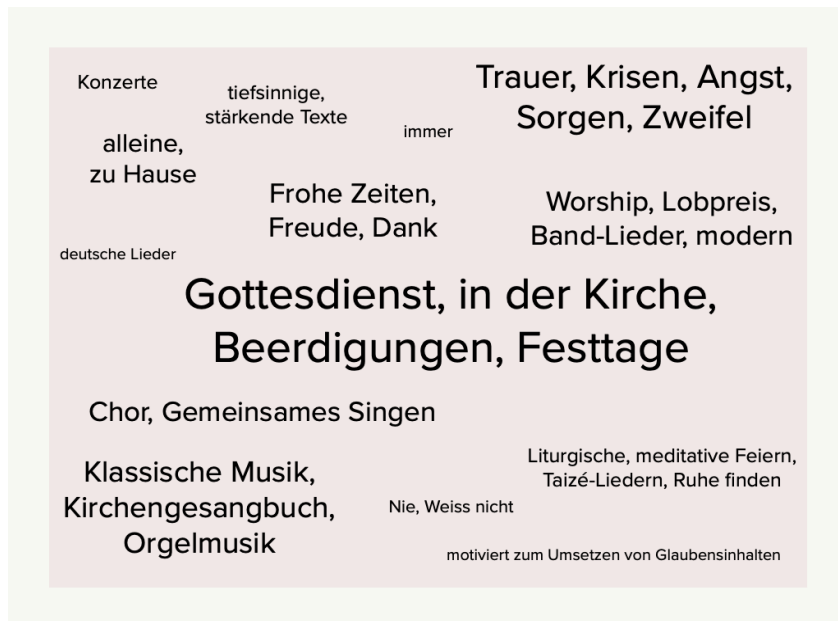 Konzerte
tiefsinnige,
stärkende Texte
immer
Trauer, Krisen, Angst,
Sorgen, Zweifel
alleine,
zu Hause
Frohe Zeiten,
Freude, Dank
Worship, Lobpreis,
Band-Lieder, modern
deutsche Lieder
Gottesdienst, in der Kirche,
Beerdigungen, Festtage
Chor, Gemeinsames Singen
Klassische Musik,
Kirchengesangbuch,
Orgelmusik
Liturgische, meditative Feiern,
Taizé-Liedern, Ruhe finden
Nie, Weiss nicht
motiviert zum Umsetzen von Glaubensinhalten